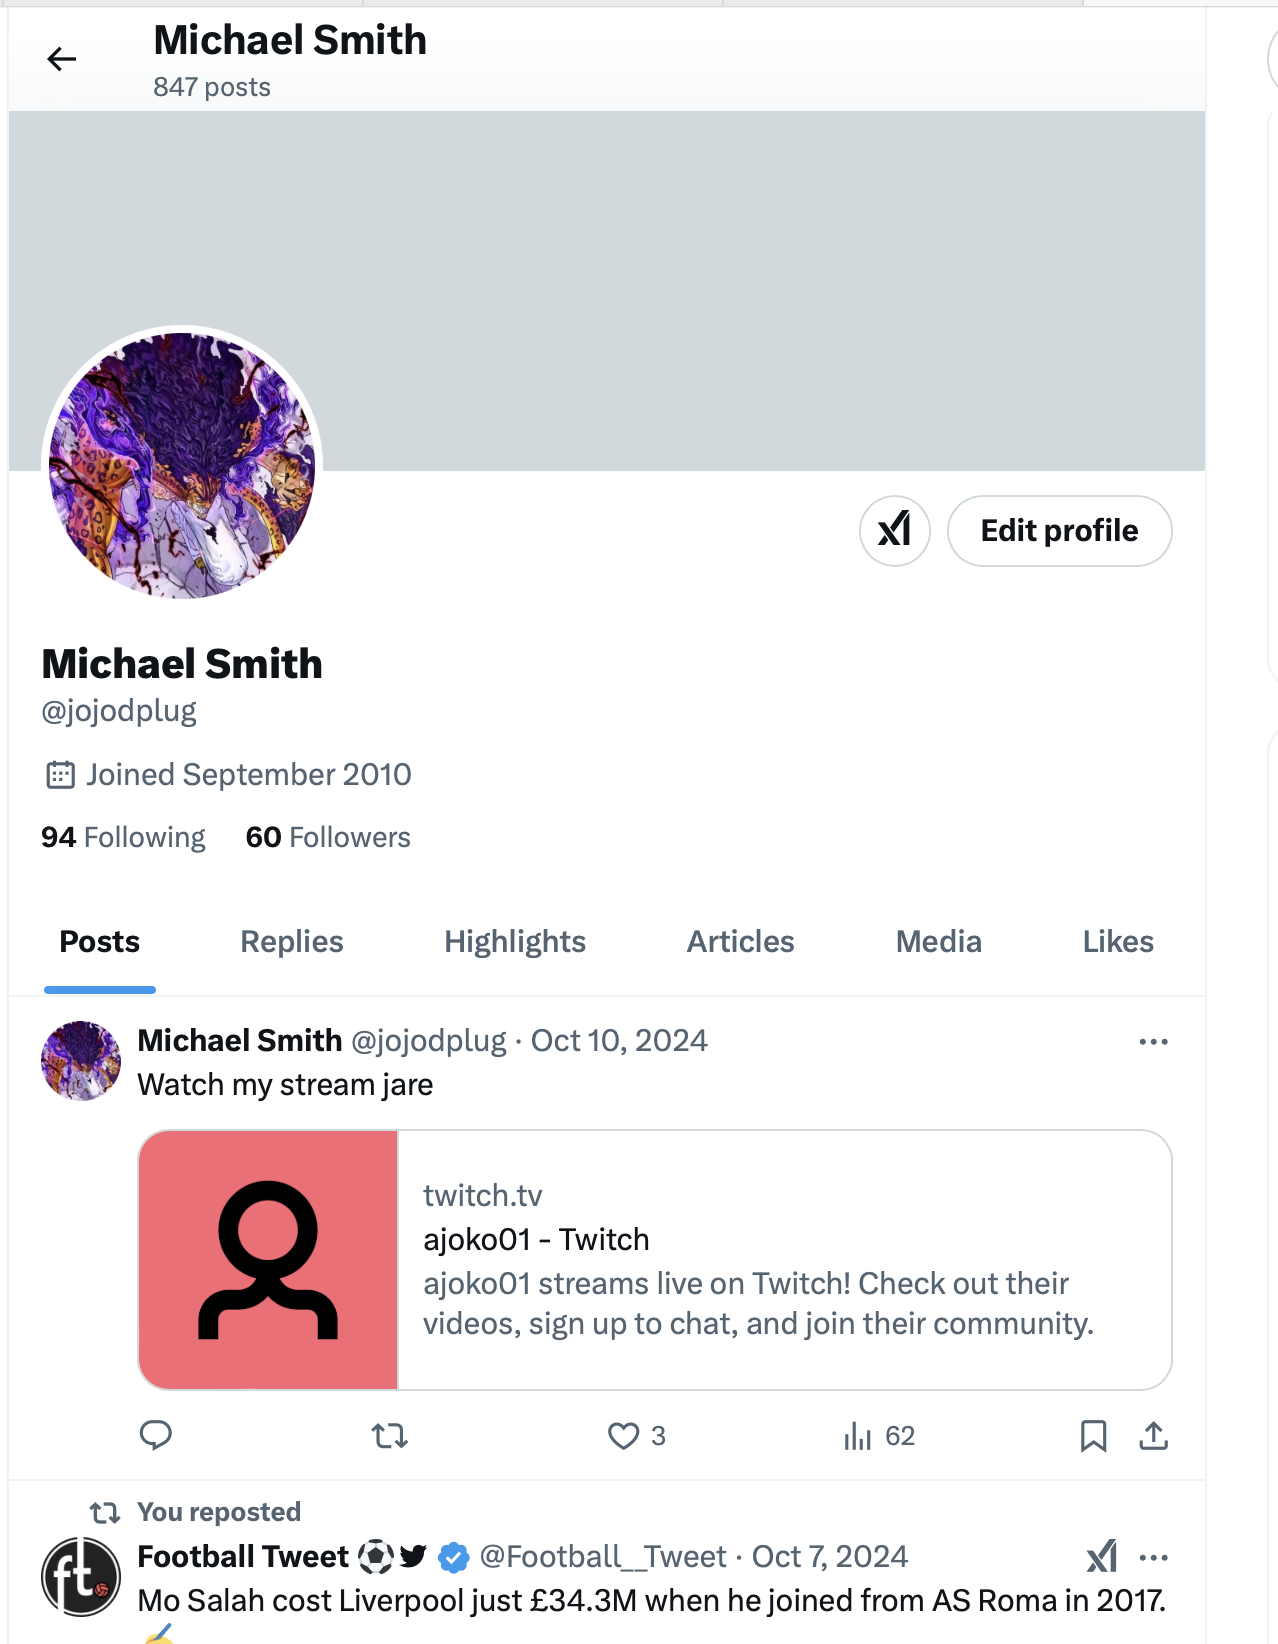 Michael Smith
847 posts
Edit profile
Michael Smith
@jojodplug
Joined September 2010
94 Following 60 Followers
Posts Replies Highlights Articles Media Likes
Michael Smith @jojodplug · Oct 10, 2024
Watch my stream jare
twitch.tv
ajoko01 - Twitch
ajoko01 streams live on Twitch! Check out their
videos, sign up to chat, and join their community.
3 62
You reposted
ft.
Football Tweet ⚽ @Football__Tweet · Oct 7, 2024
Mo Salah cost Liverpool just £34.3M when he joined from AS Roma in 2017.